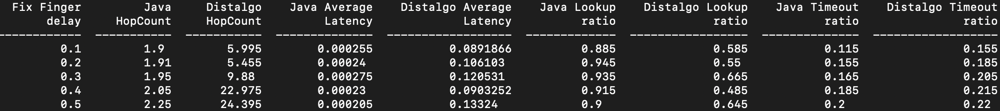 Fix Finger Java Distalgo Java Average Distalgo Average Java Lookup Distalgo Lookup Java Timeout Distalgo Timeout
delay HopCount HopCount Latency Latency ratio ratio ratio ratio
------------ ----------- ----------- -------------- ------------------ ------------- ----------------- -------------- ------------------
0.1 1.9 5.995 0.000255 0.0891866 0.885 0.585 0.115 0.155
0.2 1.91 5.455 0.00024 0.106103 0.945 0.55 0.155 0.185
0.3 1.95 9.88 0.000275 0.120531 0.935 0.665 0.165 0.205
0.4 2.05 22.975 0.00023 0.0903252 0.915 0.485 0.185 0.215
0.5 2.25 24.395 0.000205 0.13324 0.9 0.645 0.2 0.22